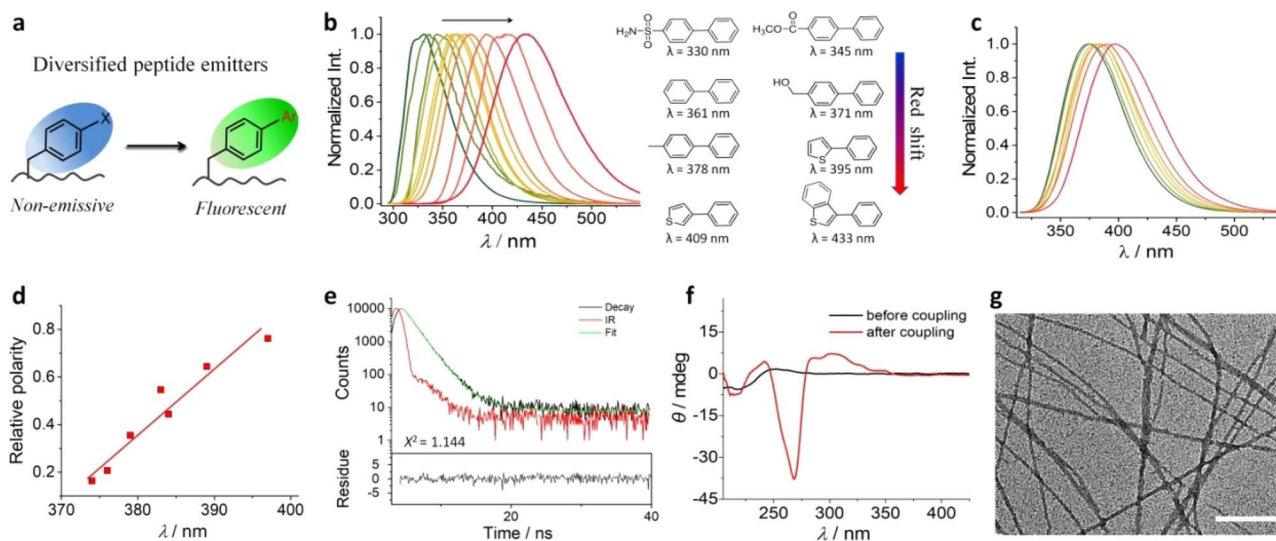 a
Diversified peptide emitters
X
Ar
Non-emissive
Fluorescent
b
Normalized Int.
1.0
0.8
0.6
0.4
0.2
0.0
300 350 400 450 500
λ / nm
H₂N
S
O
O
λ = 330 nm
O
H₃CO
λ = 345 nm
λ = 361 nm
HO
λ = 371 nm
λ = 378 nm
S
λ = 395 nm
S
λ = 409 nm
S
λ = 433 nm
Red shift
c
Normalized Int.
1.0
0.8
0.6
0.4
0.2
0.0
350 400 450 500
λ / nm
d
Relative polarity
0.8
0.6
0.4
0.2
370 380 390 400
λ / nm
e
Counts
10000
1000
100
10
1
Decay
IR
Fit
X² = 1.144
Residue
5
0
-5
20 40
Time / ns
f
θ / mdeg
15
0
-15
-30
-45
before coupling
after coupling
250 300 350 400
λ / nm
g